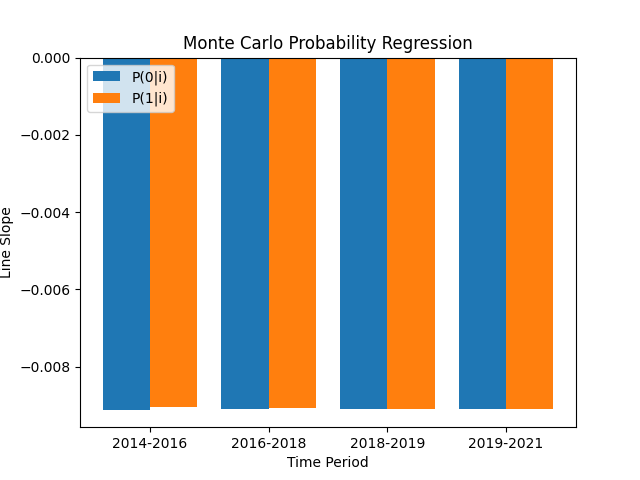 Monte Carlo Probability Regression
0.000
−0.002
−0.004
−0.006
−0.008
Line Slope
P(0|i)
P(1|i)
2014-2016
2016-2018
2018-2019
2019-2021
Time Period